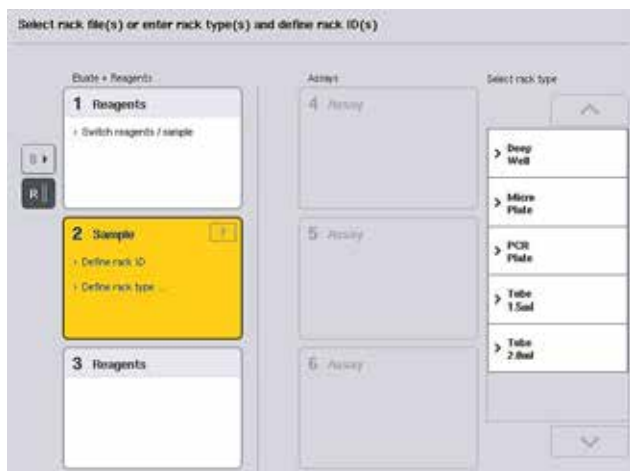 Select rack file(s) or enter rack type(s) and define rack ID(s)
Eluate + Reagents
Assays
Select rack type
1 Reagents
› Switch reagents / sample
S
R
2 Sample
?
› Define rack ID
› Define rack type ...
3 Reagents
4 Assay
5 Assay
6 Assay
› Deep
Well
› Micro
Plate
› PCR
Plate
› Tube
1.5ml
› Tube
2.0ml